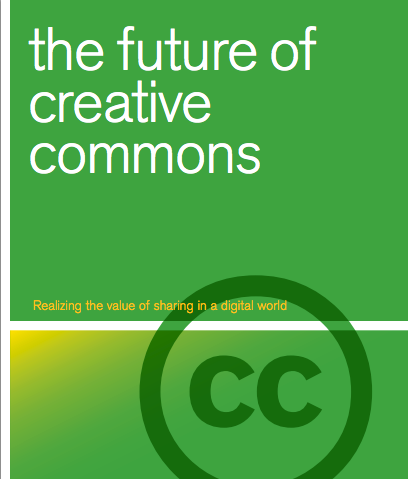 the future of
creative
commons
Realizing the value of sharing in a digital world
cc